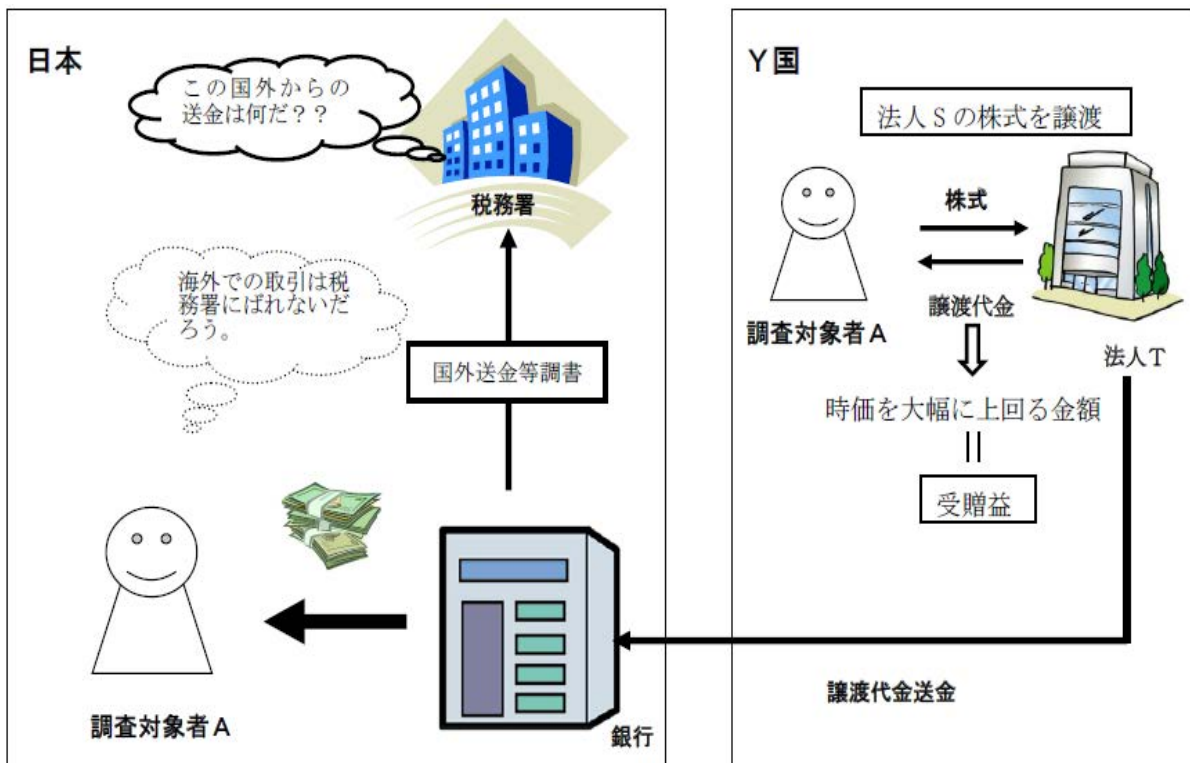 日本
この国外からの
送金は何だ？？
税務署
海外での取引は税
務署にばれないだ
ろう。
国外送金等調書
調査対象者Ａ
銀行
Ｙ国
法人Ｓの株式を譲渡
株式
譲渡代金
調査対象者Ａ
法人Ｔ
時価を大幅に上回る金額
受贈益
譲渡代金送金